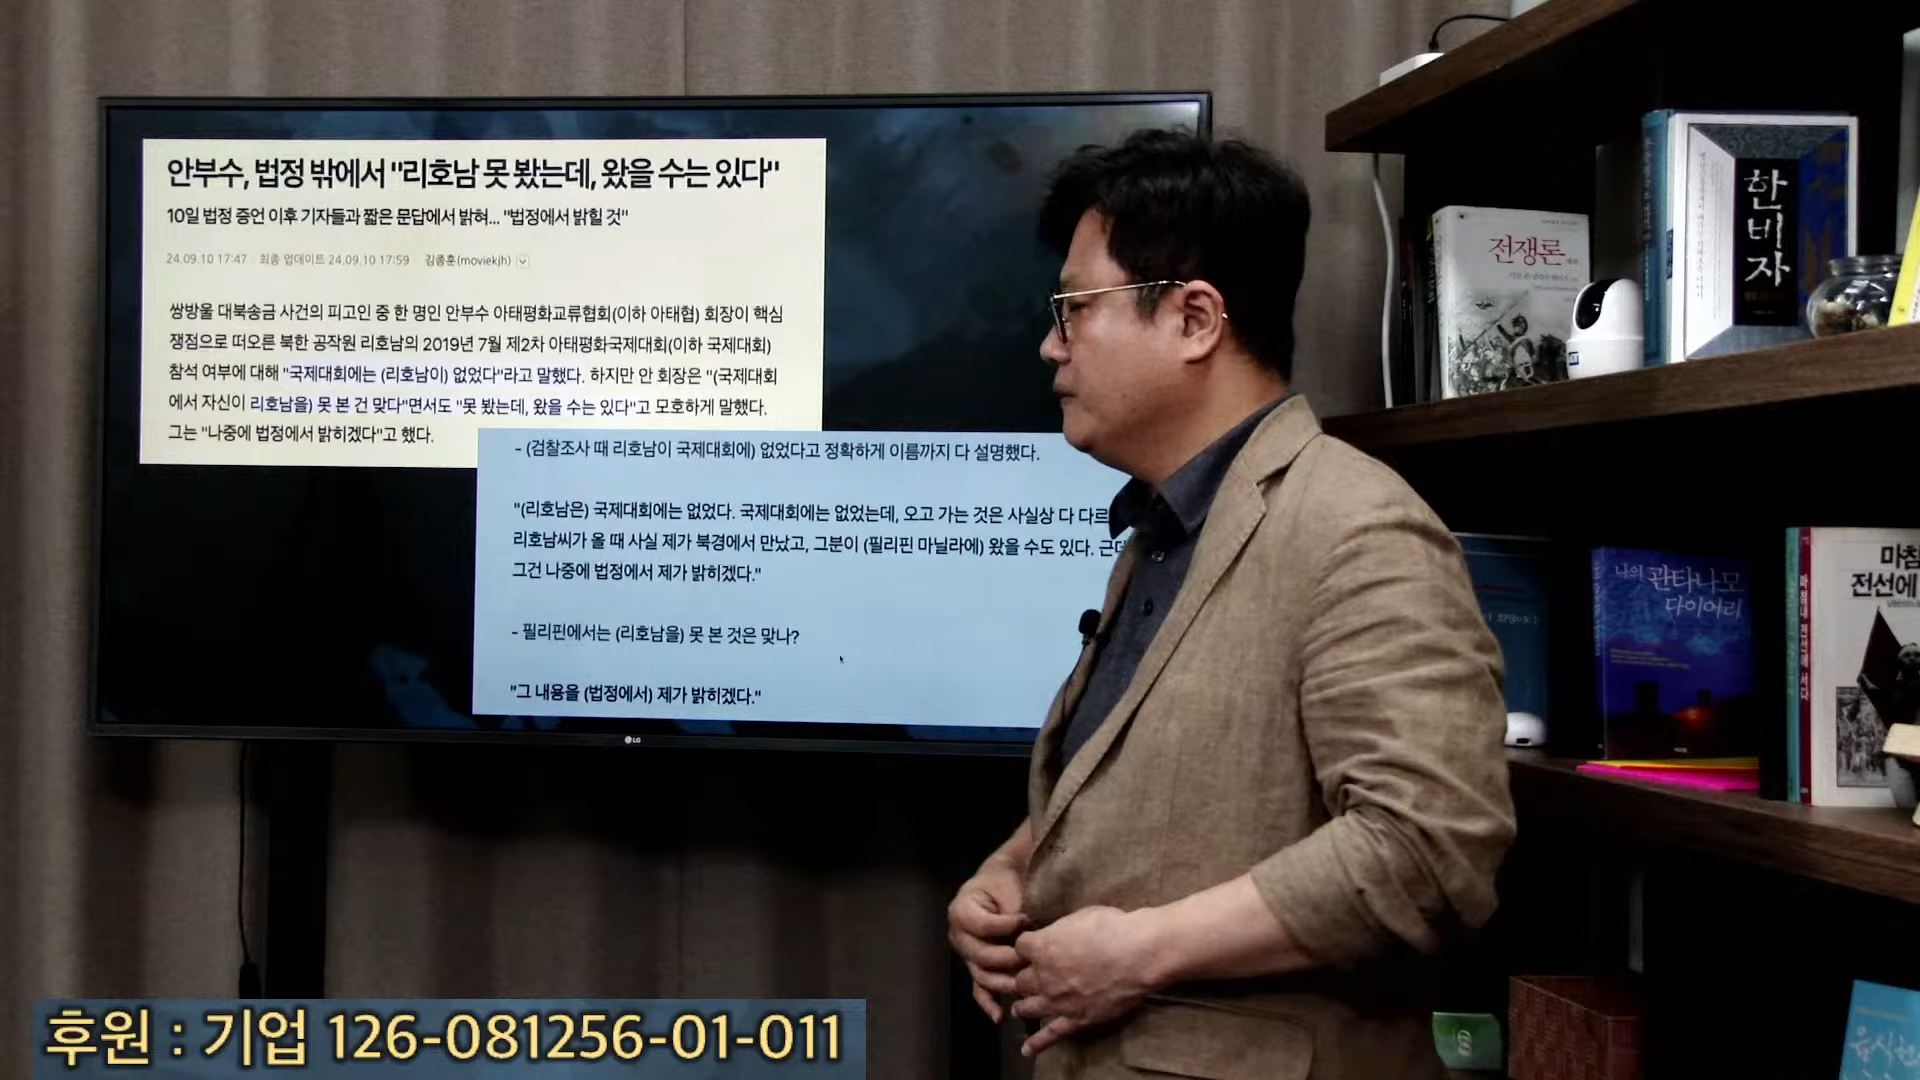 안부수, 법정 밖에서 "리호남 못 봤는데, 왔을 수는 있다"
10일 법정 증언 이후 기자들과 짧은 문답에서 밝혀... "법정에서 밝힐 것"
24.09.10 17:47 최종 업데이트 24.09.10 17:59 김종훈(moviekjh)
쌍방울 대북송금 사건의 피고인 중 한 명인 안부수 아태평화교류협회(이하 아태협) 회장이 핵심
쟁점으로 떠오른 북한 공작원 리호남의 2019년 7월 제2차 아태평화국제대회(이하 국제대회)
참석 여부에 대해 "국제대회에는 (리호남이) 없었다"라고 말했다. 하지만 안 회장은 "(국제대회
에서 자신이 리호남을) 못 본 건 맞다"면서도 "못 봤는데, 왔을 수는 있다"고 모호하게 말했다.
그는 "나중에 법정에서 밝히겠다"고 했다.
- (검찰조사 때 리호남이 국제대회에) 없었다고 정확하게 이름까지 다 설명했다.
"(리호남은) 국제대회에는 없었다. 국제대회에는 없었는데, 오고 가는 것은 사실상 다 다르
리호남씨가 올 때 사실 제가 북경에서 만났고, 그분이 (필리핀 마닐라에) 왔을 수도 있다. 근데
그건 나중에 법정에서 제가 밝히겠다."
- 필리핀에서는 (리호남을) 못 본 것은 맞나?
"그 내용을 (법정에서) 제가 밝히겠다."
LG
한비자
전쟁론
나의 관타나모
다이어리
마침
전선에
마침내 전선에 서다
후원 : 기업 126-081256-01-011